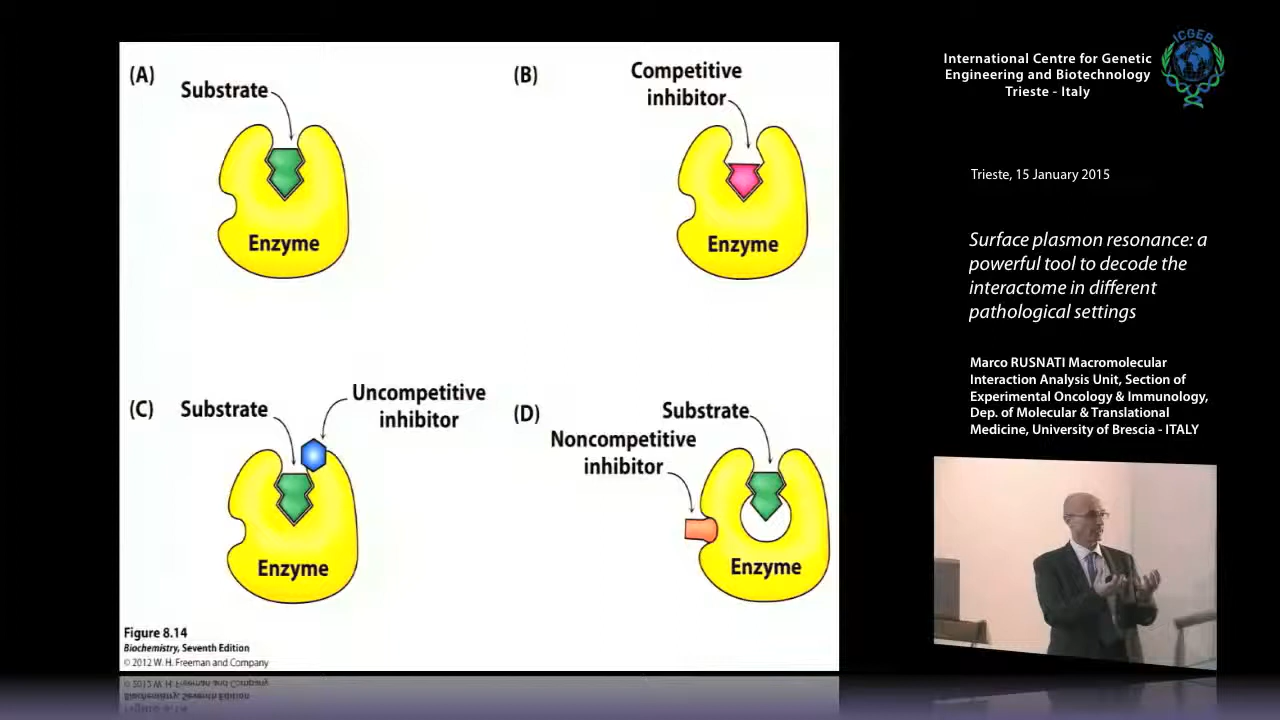 (A)
Substrate
Enzyme
(B)
Competitive
inhibitor
Enzyme
(C)
Substrate
Uncompetitive
inhibitor
Enzyme
(D)
Substrate
Noncompetitive
inhibitor
Enzyme
Figure 8.14
Biochemistry, Seventh Edition
© 2012 W. H. Freeman and Company
International Centre for Genetic
Engineering and Biotechnology
Trieste - Italy
ICGEB
Trieste, 15 January 2015
Surface plasmon resonance: a
powerful tool to decode the
interactome in different
pathological settings
Marco RUSNATI Macromolecular
Interaction Analysis Unit, Section of
Experimental Oncology & Immunology,
Dep. of Molecular & Translational
Medicine, University of Brescia - ITALY